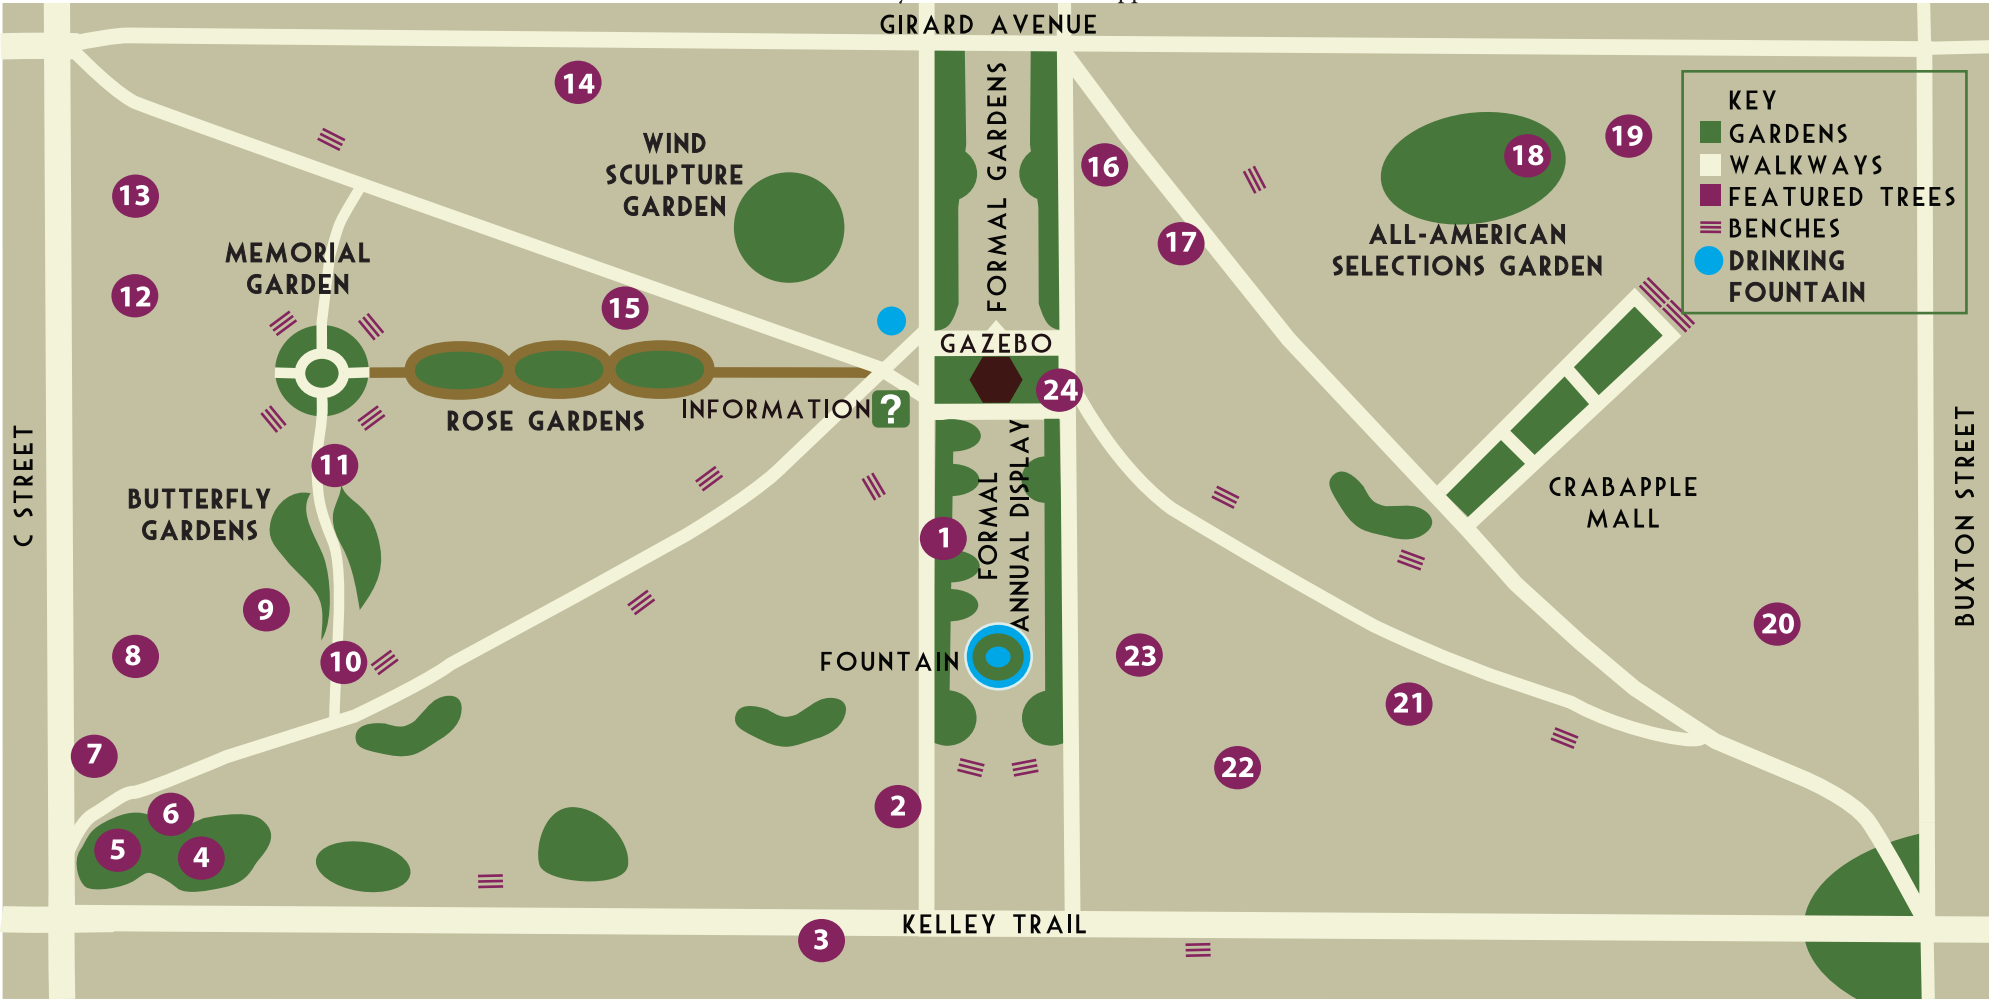 GIRARD AVENUE
14
WIND
SCULPTURE
GARDEN
FORMAL GARDENS
16
18
19
KEY
GARDENS
WALKWAYS
FEATURED TREES
BENCHES
DRINKING
FOUNTAIN
13
MEMORIAL
GARDEN
12
15
17
ALL-AMERICAN
SELECTIONS GARDEN
GAZEBO
24
ROSE GARDENS
INFORMATION
?
C STREET
11
BUTTERFLY
GARDENS
1
FORMAL
ANNUAL DISPLAY
CRABAPPLE
MALL
BUXTON STREET
9
8
10
FOUNTAIN
23
20
21
7
22
6
5
4
2
KELLEY TRAIL
3